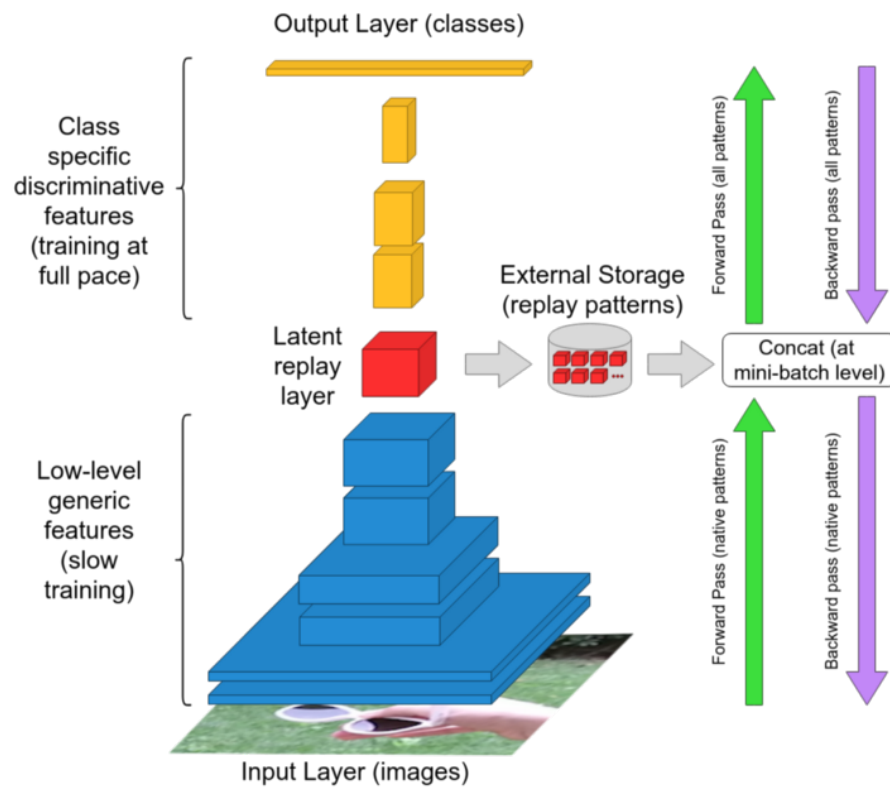 Output Layer (classes)
Class
specific
discriminative
features
(training at
full pace)
Forward Pass (all patterns)
Backward pass (all patterns)
External Storage
(replay patterns)
Latent
replay
layer
Concat (at
mini-batch level)
Low-level
generic
features
(slow
training)
Forward Pass (native patterns)
Backward pass (native patterns)
Input Layer (images)